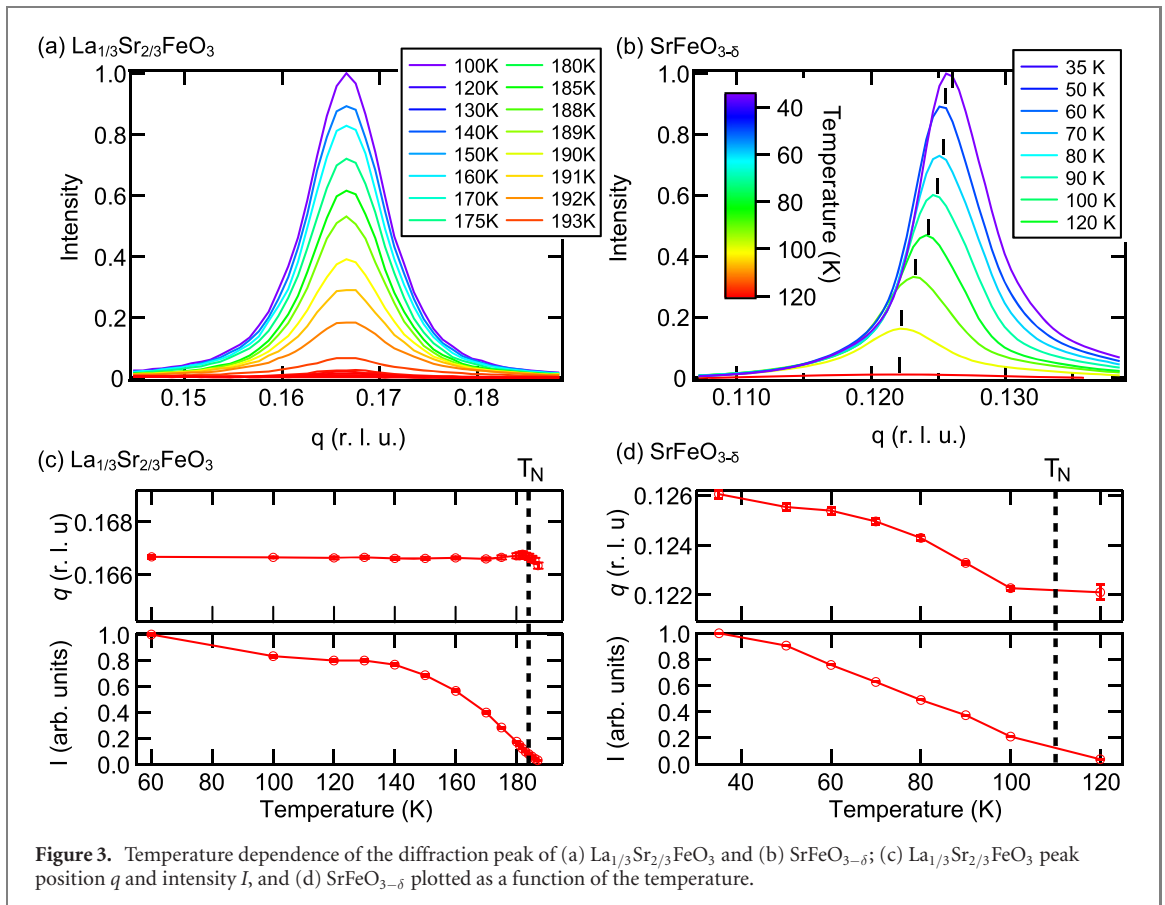 (a) La1/3Sr2/3FeO3
Intensity
1.0
0.8
0.6
0.4
0.2
0
0.15
0.16
0.17
0.18
q (r. l. u.)
100K 180K
120K 185K
130K 188K
140K 189K
150K 190K
160K 191K
170K 192K
175K 193K
(b) SrFeO3-δ
Intensity
1.0
0.8
0.6
0.4
0.2
0
0.110
0.120
0.130
q (r. l. u.)
40
60
80
100
120
Temperature (K)
35 K
50 K
60 K
70 K
80 K
90 K
100 K
120 K
(c) La1/3Sr2/3FeO3
TN
q (r. l. u)
0.168
0.166
I (arb. units)
1.0
0.8
0.6
0.4
0.2
0.0
60 80 100 120 140 160 180
Temperature (K)
(d) SrFeO3-δ
TN
q (r. l. u.)
0.126
0.124
0.122
I (arb. units)
1.0
0.8
0.6
0.4
0.2
0.0
40 60 80 100 120
Temperature (K)
Figure 3. Temperature dependence of the diffraction peak of (a) La1/3Sr2/3FeO3 and (b) SrFeO3−δ; (c) La1/3Sr2/3FeO3 peak
position q and intensity I, and (d) SrFeO3−δ plotted as a function of the temperature.